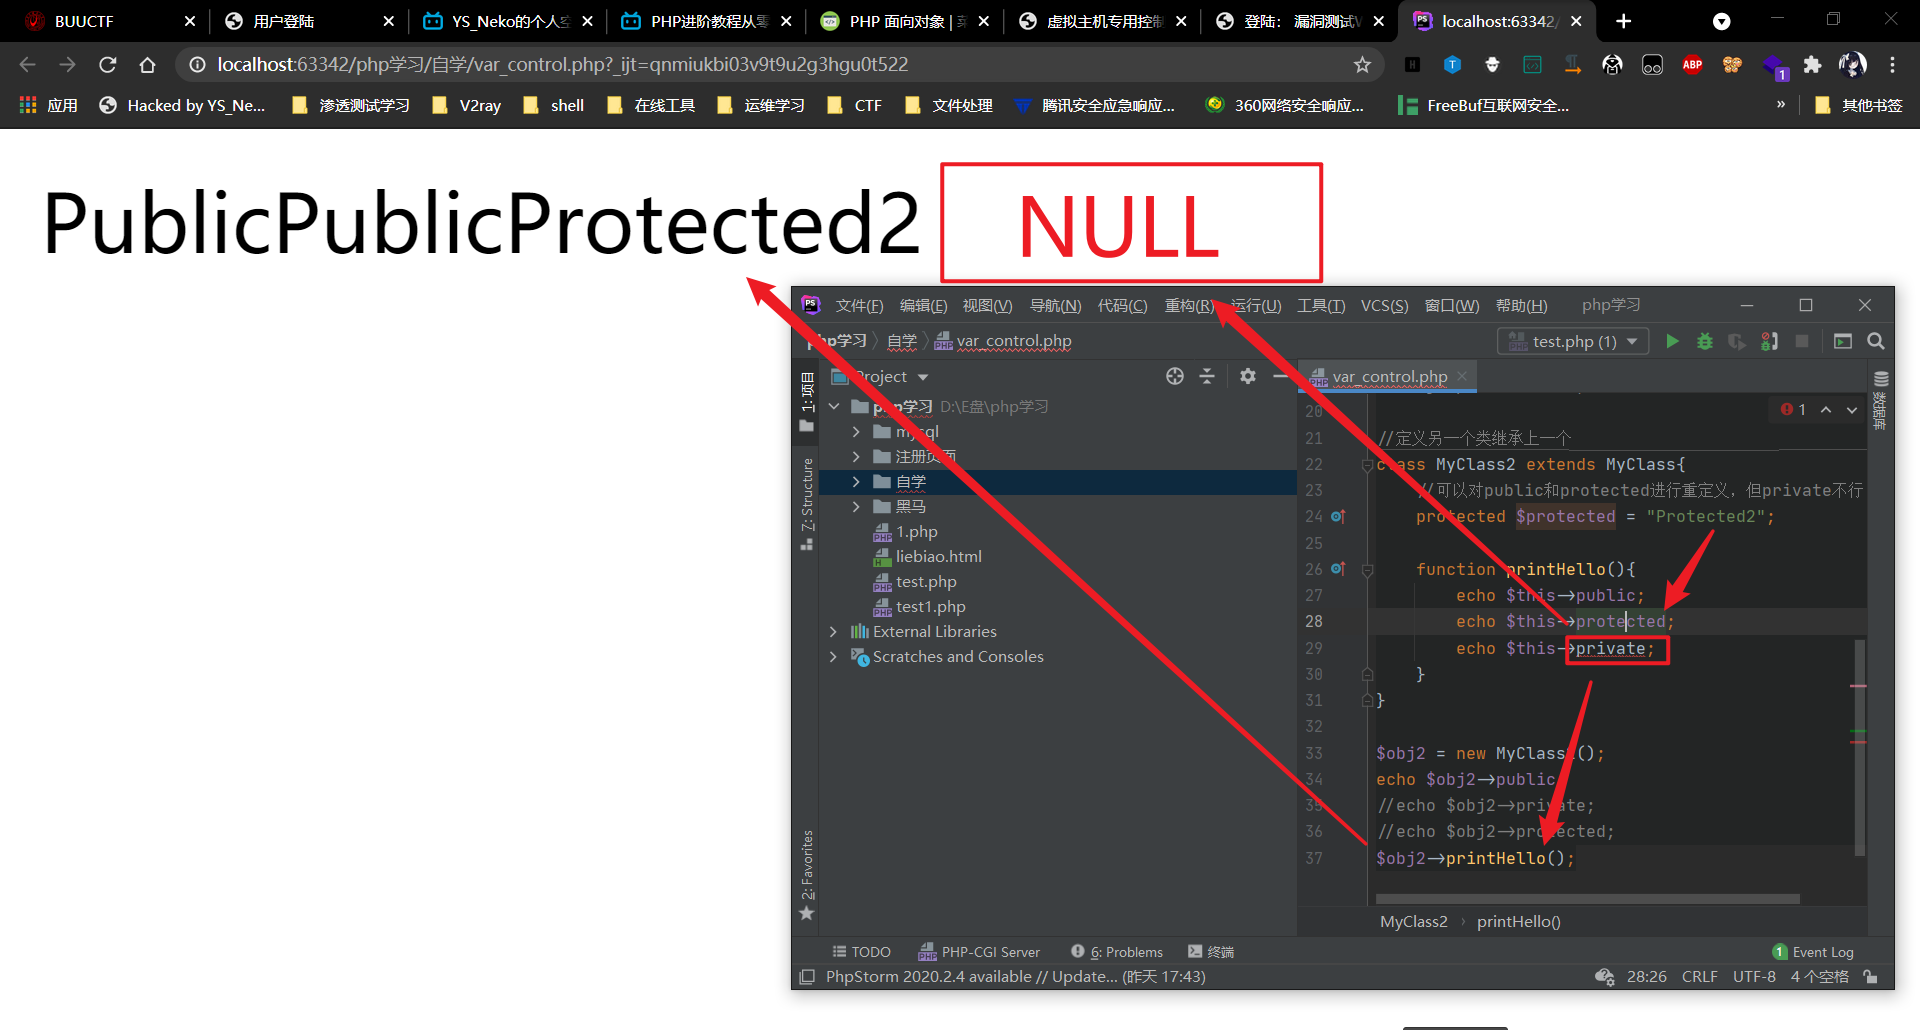 BUUCTF
用户登陆
YS_Neko的个人空
PHP进阶教程从零
PHP 面向对象 | 菜
虚拟主机专用控制
登陆: 漏洞测试V
localhost:63342/
localhost:63342/php学习/自学/var_control.php?_ijt=qnmiukbi03v9t9u2g3hgu0t522
应用
Hacked by YS_Ne...
渗透测试学习
V2ray
shell
在线工具
运维学习
CTF
文件处理
腾讯安全应急响应...
360网络安全响应...
FreeBuf互联网安全...
»
其他书签
PublicPublicProtected2
NULL
文件(F) 编辑(E) 视图(V) 导航(N) 代码(C) 重构(R) 运行(U) 工具(T) VCS(S) 窗口(W) 帮助(H) php学习
php学习 〉 自学 〉 var_control.php
test.php (1)
Project
var_control.php
1: 项目
7: Structure
2: Favorites
数据库
php学习 D:\E盘\php学习
mysql
注册页面
自学
黑马
1.php
liebiao.html
test.php
test1.php
External Libraries
Scratches and Consoles
1
20
21 //定义另一个类继承上一个
22 class MyClass2 extends MyClass{
23 //可以对public和protected进行重定义，但private不行
24 protected $protected = "Protected2";
25
26 function printHello(){
27 echo $this->public;
28 echo $this->protected;
29 echo $this->private;
30 }
31 }
32
33 $obj2 = new MyClass2();
34 echo $obj2->public
35 //echo $obj2->private;
36 //echo $obj2->protected;
37 $obj2->printHello();
MyClass2 › printHello()
TODO
PHP-CGI Server
6: Problems
终端
1 Event Log
PhpStorm 2020.2.4 available // Update... (昨天 17:43)
28:26 CRLF UTF-8 4 个空格